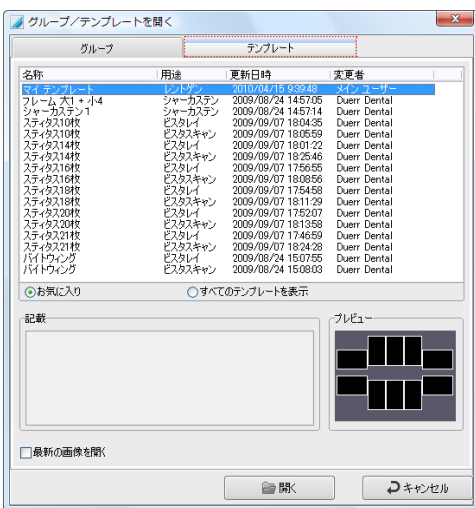 グループ/テンプレートを開く
グループ テンプレート
名称 用途 更新日時 変更者
マイ テンプレート レントゲン 2010/04/15 9:39:48 メイン ユーザー
フレーム 大1 + 小4 シャーカステン 2009/08/24 14:57:05 Duerr Dental
シャーカステン1 シャーカステン 2009/08/24 14:57:14 Duerr Dental
スティタス10枚 ビスタレイ 2009/09/07 18:04:35 Duerr Dental
スティタス10枚 ビスタスキャン 2009/09/07 18:05:59 Duerr Dental
スティタス14枚 ビスタレイ 2009/09/07 18:01:22 Duerr Dental
スティタス14枚 ビスタスキャン 2009/09/07 18:25:46 Duerr Dental
スティタス16枚 ビスタレイ 2009/09/07 17:56:55 Duerr Dental
スティタス16枚 ビスタスキャン 2009/09/07 18:08:56 Duerr Dental
スティタス18枚 ビスタレイ 2009/09/07 17:54:58 Duerr Dental
スティタス18枚 ビスタスキャン 2009/09/07 18:11:29 Duerr Dental
スティタス20枚 ビスタレイ 2009/09/07 17:52:07 Duerr Dental
スティタス20枚 ビスタスキャン 2009/09/07 18:13:58 Duerr Dental
スティタス21枚 ビスタレイ 2009/09/07 17:46:59 Duerr Dental
スティタス21枚 ビスタスキャン 2009/09/07 18:24:28 Duerr Dental
バイトウィング ビスタレイ 2009/08/24 15:07:55 Duerr Dental
バイトウィング ビスタスキャン 2009/08/24 15:08:03 Duerr Dental
お気に入り すべてのテンプレートを表示
記載 プレビュー
最新の画像を開く
開く キャンセル